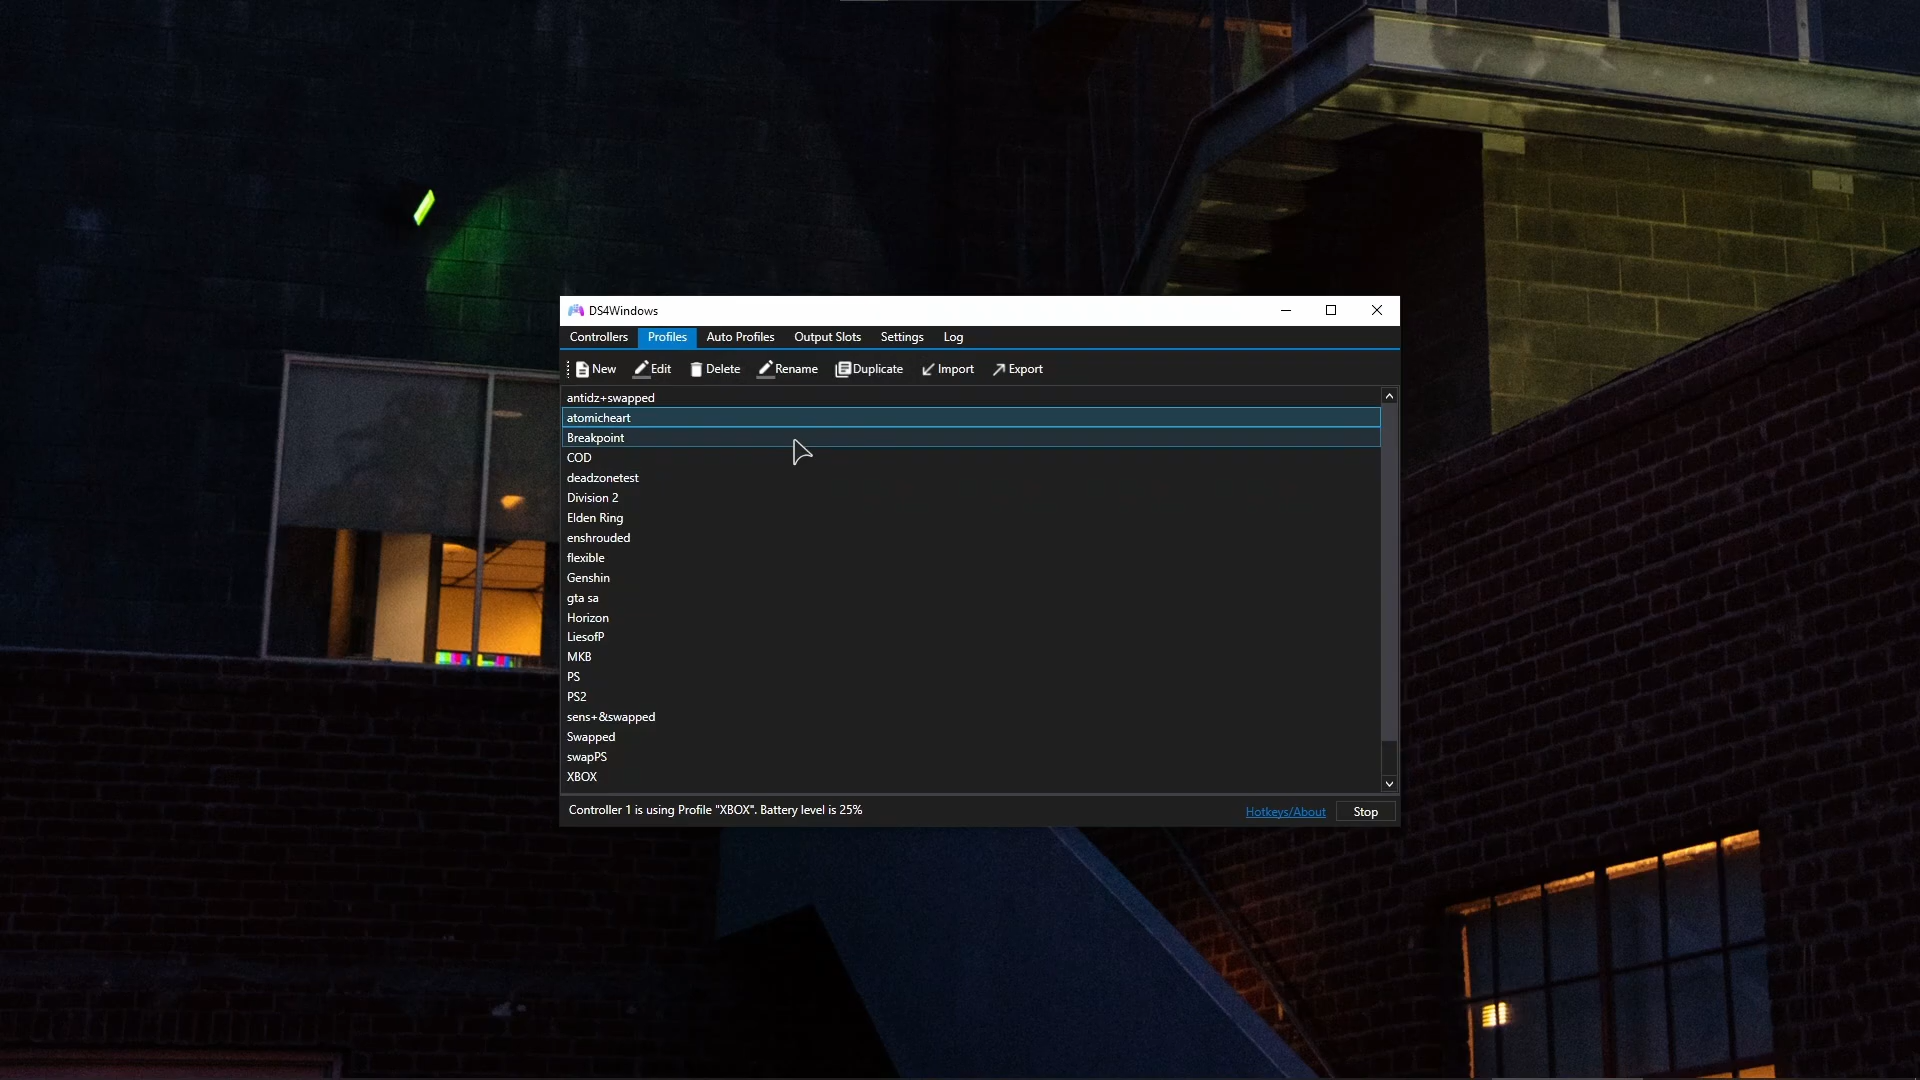 DS4Windows
Controllers Profiles Auto Profiles Output Slots Settings Log
New Edit Delete Rename Duplicate Import Export
antidz+swapped
atomicheart
Breakpoint
COD
deadzonetest
Division 2
Elden Ring
enshrouded
flexible
Genshin
gta sa
Horizon
LiesofP
MKB
PS
PS2
sens+&swapped
Swapped
swapPS
XBOX
Controller 1 is using Profile "XBOX". Battery level is 25% Hotkeys/About Stop